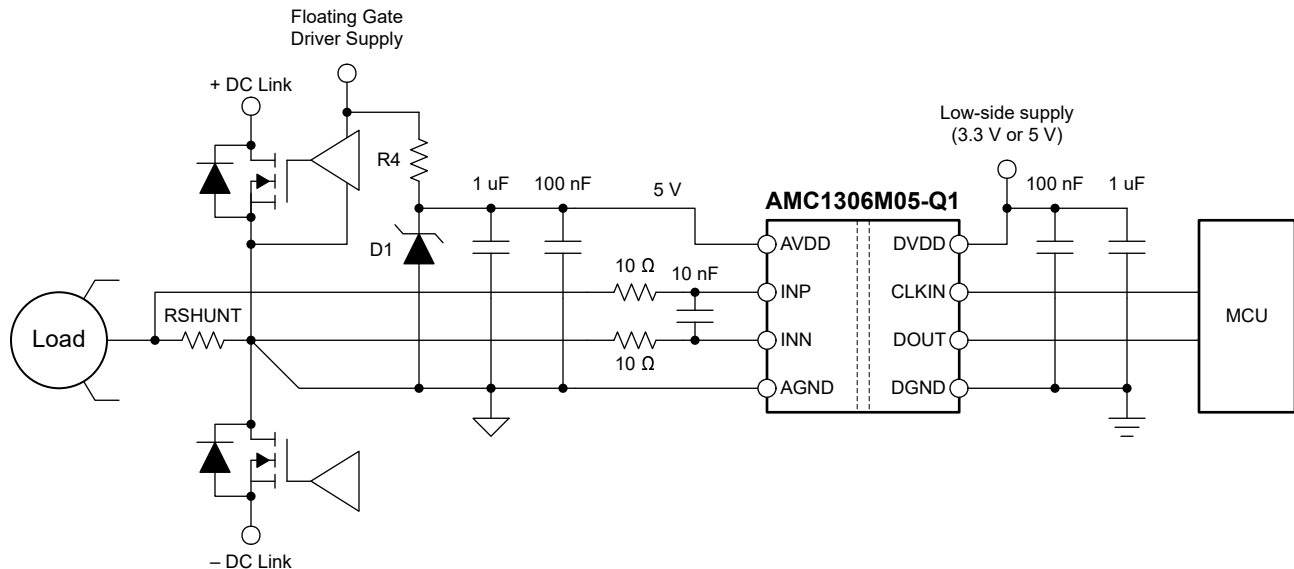 Floating Gate
Driver Supply
+ DC Link
Low-side supply
(3.3 V or 5 V)
R4
1 uF
100 nF
5 V
AMC1306M05-Q1
100 nF
1 uF
D1
AVDD
DVDD
10 Ω
10 nF
INP
CLKIN
RSHUNT
MCU
Load
INN
DOUT
10 Ω
AGND
DGND
– DC Link